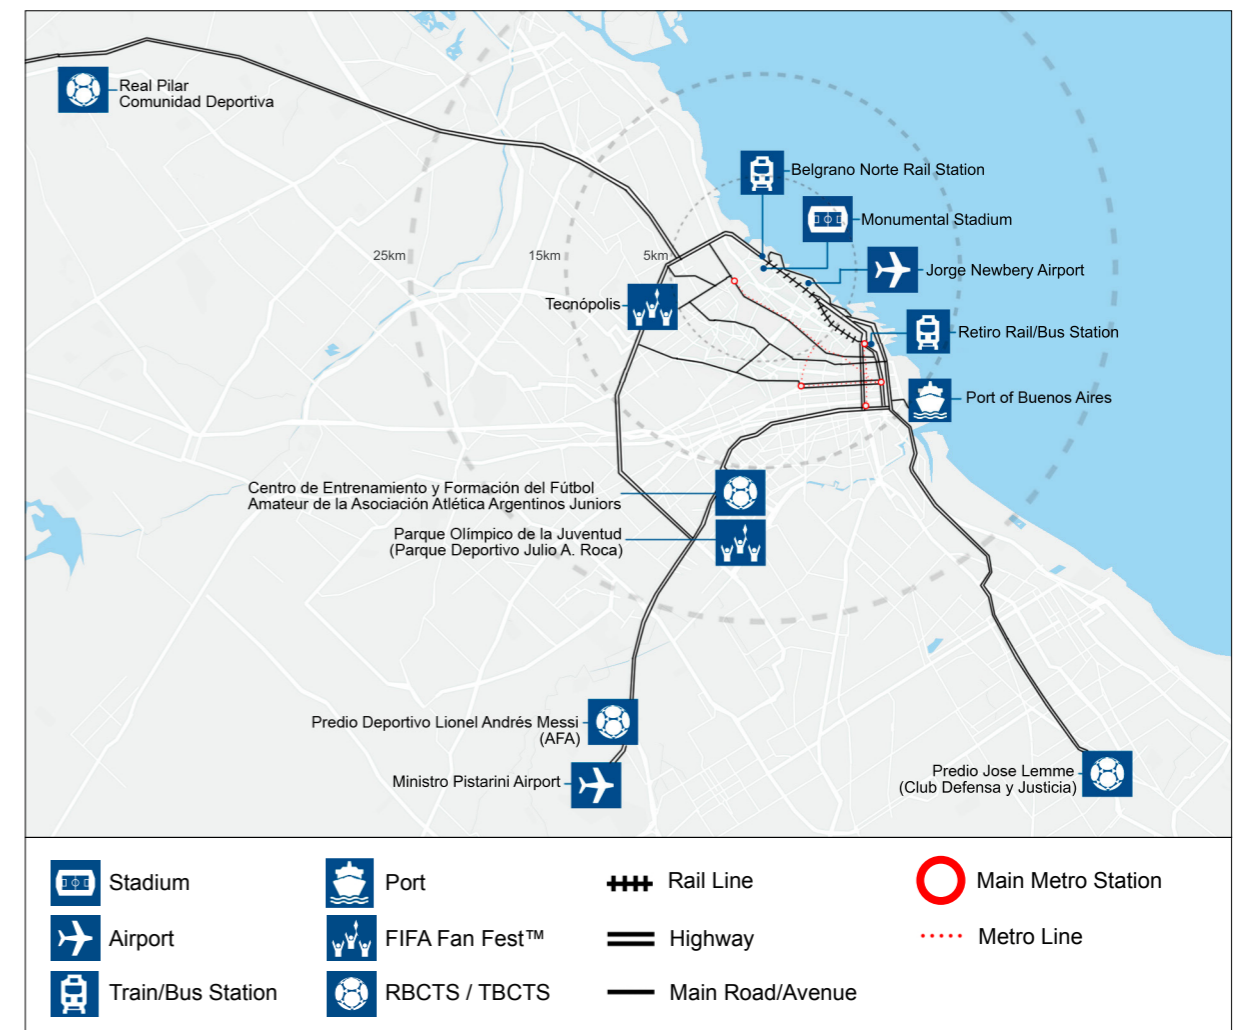 Real Pilar
Comunidad Deportiva
Belgrano Norte Rail Station
Monumental Stadium
25km
15km
5km
Jorge Newbery Airport
Tecnópolis
Retiro Rail/Bus Station
Port of Buenos Aires
Centro de Entrenamiento y Formación del Fútbol
Amateur de la Asociación Atlética Argentinos Juniors
Parque Olímpico de la Juventud
(Parque Deportivo Julio A. Roca)
Predio Deportivo Lionel Andrés Messi
(AFA)
Ministro Pistarini Airport
Predio Jose Lemme
(Club Defensa y Justicia)
Stadium
Port
Rail Line
Main Metro Station
Airport
FIFA Fan Fest™
Highway
Metro Line
Train/Bus Station
RBCTS / TBCTS
Main Road/Avenue